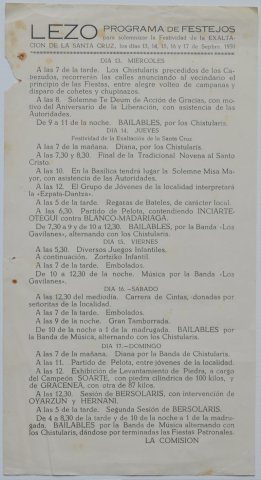 LEZO
PROGRAMA DE FESTEJOS
para solemnizar la Festividad de la EXALTA-
CIÓN DE LA SANTA CRUZ, los días 13, 14, 15, 16 y 17 de Sepbre. 1939
DIA 13. MIERCOLES
A las 7 de la tarde. Los Chistularis precedidos de los Ca-
bezudos, recorrerán las calles anunciando al vecindario el
principio de las Fiestas, entre alegre volteo de campanas y
disparo de cohetes y chupinazos.
A las 8. Solemne Te Deum de Acción de Gracias, con mo-
tivo del Aniversario de la Liberación, con asistencia de las
Autoridades.
De 9 a 11 de la noche. BAILABLES, por los Chistularis.
DIA 14. JUEVES
Festividad de la Exaltación de la Santa Cruz
A las 7 de la mañana. Diana, por los Chistularis.
A las 7,30 y 8,30. Final de la Tradicional Novena al Santo
Cristo.
A las 10. En la Basílica tendrá lugar la Solemne Misa Ma-
yor, con asistencia de las Autoridades.
A las 12. El Grupo de Jóvenes de la localidad interpretará
la «Ezpata-Dantza».
A las 5 de la tarde. Regatas de Bateles, de carácter local.
A las 6,30. Partido de Pelota, contendiendo INCIARTE-
OTEGUI contra BLANCO-MADARIAGA.
De 7,30 a 9 y de 10 a 12,30. BAILABLES, por la Banda «Los
Gavilanes», alternando con los Chistularis.
DIA 15. VIERNES
A las 5,30. Diversos Juegos Infantiles.
A continuación. Zortziko Infantil.
A las 7 de la tarde. Embolados.
De 10 a 12,30 de la noche. Música por la Banda «Los
Gavilanes».
DIA 16.-SABADO
A las 12,30 del mediodía. Carrera de Cintas, donadas por
señoritas de la localidad.
A las 7 de la tarde. Embolados.
A las 9 de la noche. Gran Tamborrada.
De 10 de la noche a 1 de la madrugada. BAILABLES por
la Banda de Música, alternando con los Chistularis.
DIA 17.-DOMINGO
A las 7 de la mañana. Diana por la Banda de Chistularis.
A las 11. Partido de Pelota, entre jóvenes de la localidad.
A las 12. Exhibición de Levantamiento de Piedra, a cargo
del Campeón SOARTE, con piedra cilíndrica de 100 kilos, y
de GRACENEA, con otra de 87 kilos.
A las 12,30. Sesión de BERSOLARIS, con intervención de
OYARZUN y HERNANI.
A las 5 de la tarde. Segunda Sesión de BERSOLARIS.
De 4 a 8,30 de la tarde y de 10 de la noche a 1 de la madru-
gada. BAILABLES por la Banda de Música alternando con
los Chistularis, dándose por terminadas las Fiestas Patronales.
LA COMISION